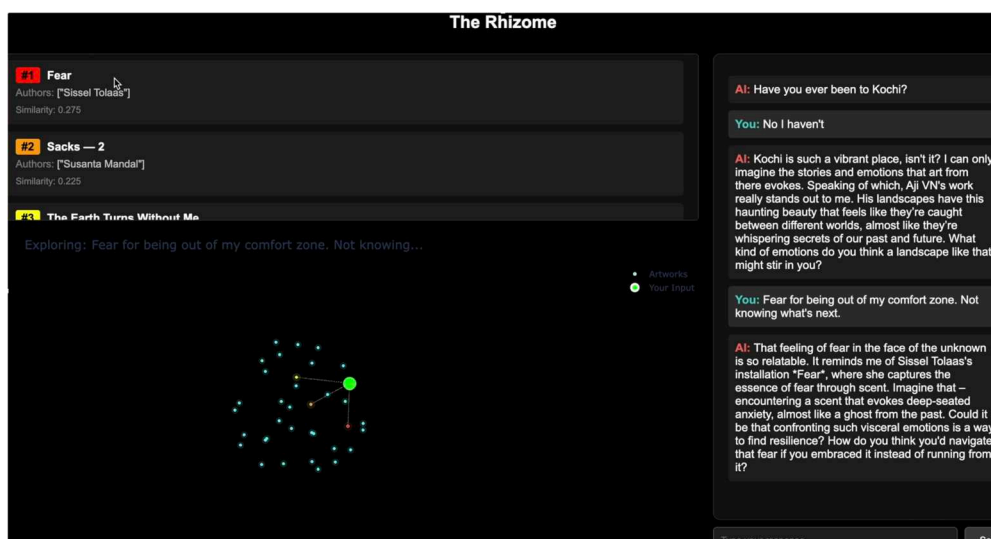 The Rhizome
#1 Fear
Authors: ["Sissel Tolaas"]
Similarity: 0.275
#2 Sacks — 2
Authors: ["Susanta Mandal"]
Similarity: 0.225
#3 The Earth Turns Without Me
Exploring: Fear for being out of my comfort zone. Not knowing...
Artworks
Your Input
AI: Have you ever been to Kochi?
You: No I haven't
AI: Kochi is such a vibrant place, isn't it? I can only
imagine the stories and emotions that art from
there evokes. Speaking of which, Aji VN's work
really stands out to me. His landscapes have this
haunting beauty that feels like they're caught
between different worlds, almost like they're
whispering secrets of our past and future. What
kind of emotions do you think a landscape like that
might stir in you?
You: Fear for being out of my comfort zone. Not
knowing what's next.
AI: That feeling of fear in the face of the unknown
is so relatable. It reminds me of Sissel Tolaas's
installation *Fear*, where she captures the
essence of fear through scent. Imagine that –
encountering a scent that evokes deep-seated
anxiety, almost like a ghost from the past. Could it
be that confronting such visceral emotions is a way
to find resilience? How do you think you'd navigate
that fear if you embraced it instead of running from
it?